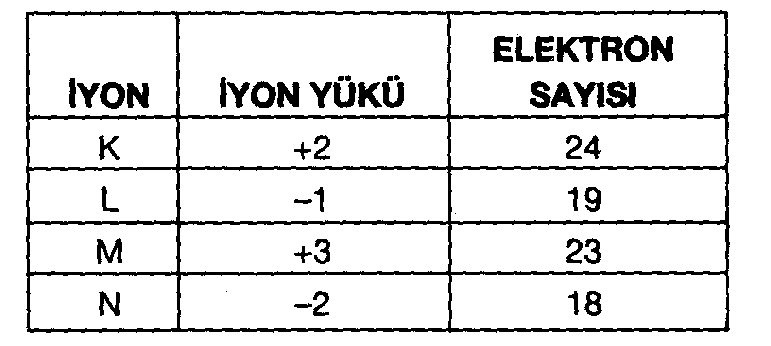 İYON İYON YÜKÜ ELEKTRON SAYISI
K +2 24
L –1 19
M +3 23
N –2 18